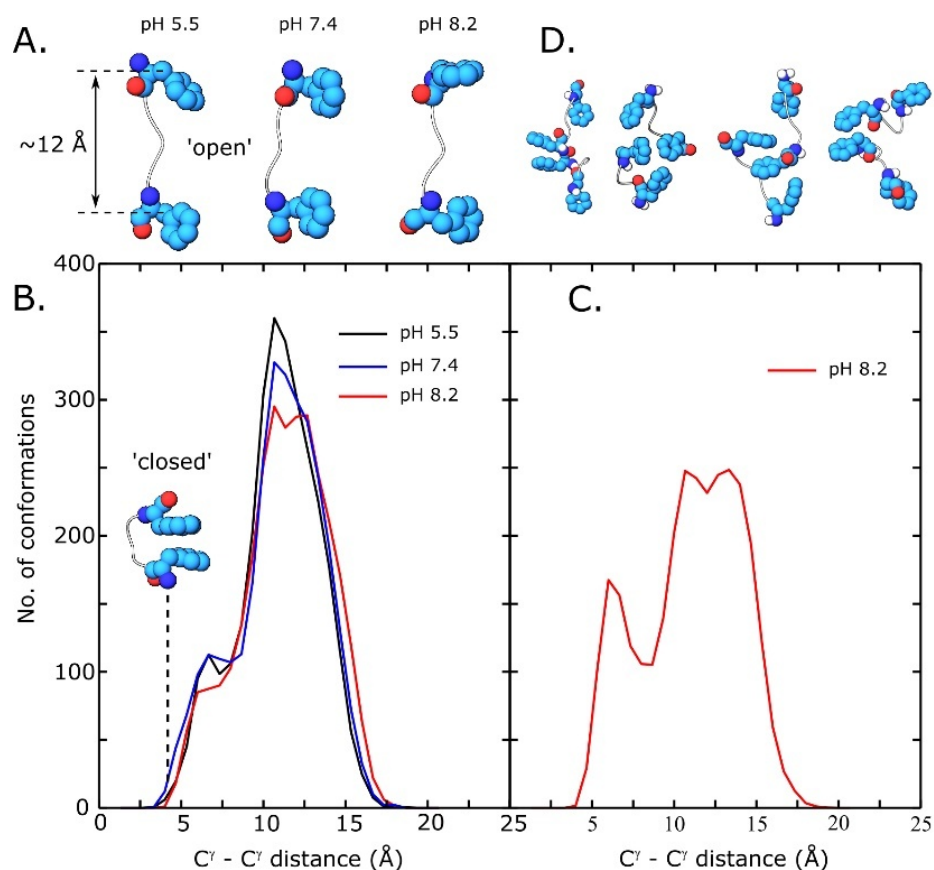 A.
pH 5.5
pH 7.4
pH 8.2
D.
~12 Å
'open'
400
B.
C.
pH 5.5
pH 7.4
pH 8.2
pH 8.2
300
'closed'
200
100
0
No. of conformations
0
5
10
15
20
25
5
10
15
20
25
Cᵞ - Cᵞ distance (Å)
Cᵞ - Cᵞ distance (Å)